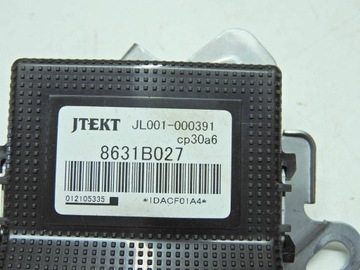 JTEKT JL001-000391
cp30a6
8631B027
012105335
*IDACF01A4*